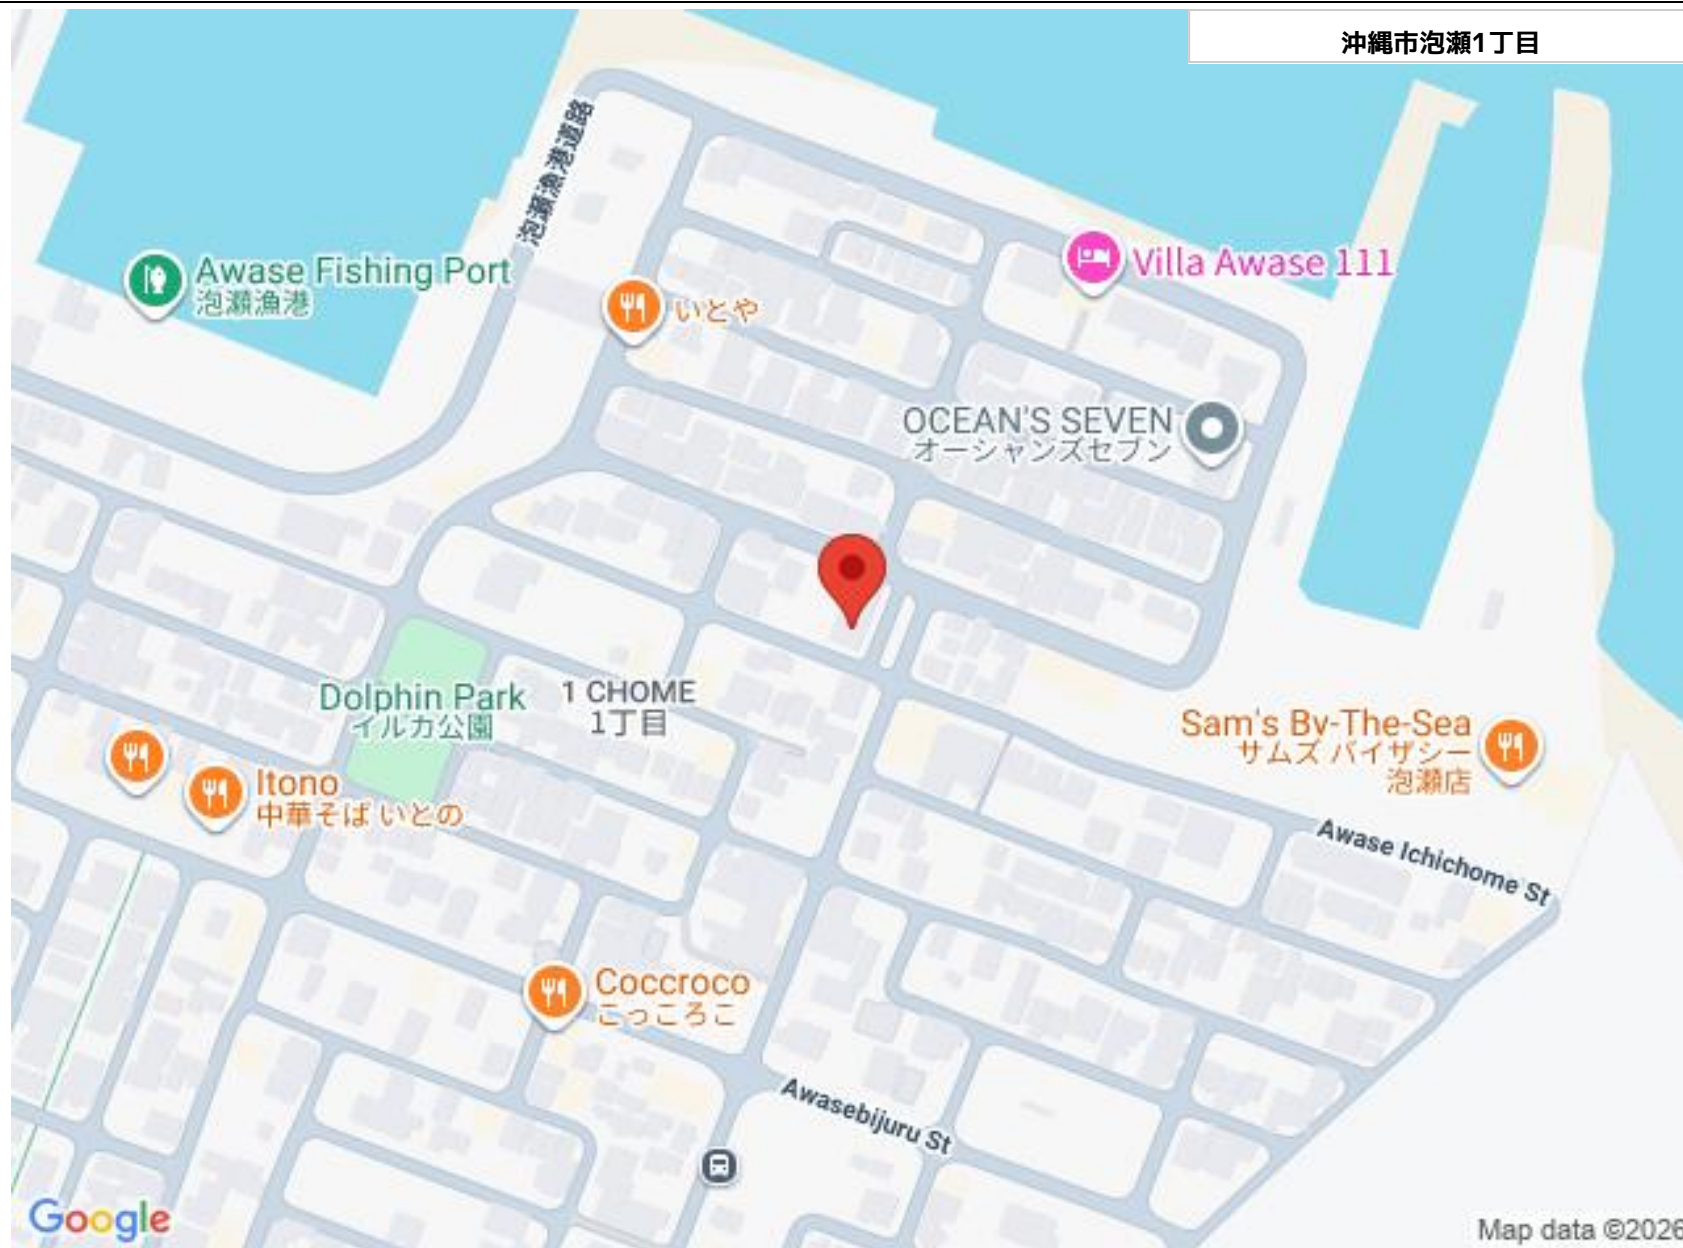 沖縄市泡瀬1丁目
泡瀬漁港道路
Awase Fishing Port
泡瀬漁港
いとや
Villa Awase 111
OCEAN'S SEVEN
オーシャンズセブン
Dolphin Park
イルカ公園
1 CHOME
1丁目
Sam's By-The-Sea
サムズ バイザシー
泡瀬店
Itono
中華そば いとの
Awase Ichichome St
Coccroco
こっころこ
Awasebijuru St
Google
Map data ©2026